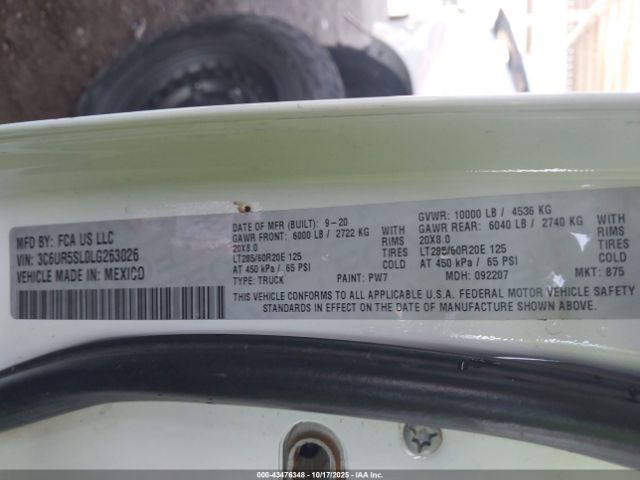 MFD BY: FCA US LLC
VIN: 3C6UR5SL0LG263026
VEHICLE MADE IN: MEXICO
DATE OF MFR (BUILT): 9-20
GVWR: 10000 LB / 4536 KG
GAWR FRONT: 6000 LB / 2722 KG WITH
GAWR REAR: 6040 LB / 2740 KG WITH
20X8.0 RIMS
20X8.0 RIMS
LT285/60R20E 125 TIRES
LT285/60R20E 125 TIRES
AT 450 kPa / 65 PSI COLD
AT 450 kPa / 65 PSI COLD
TYPE: TRUCK PAINT: PW7 MDH: 092207 MKT: 875
THIS VEHICLE CONFORMS TO ALL APPLICABLE U.S.A. FEDERAL MOTOR VEHICLE SAFETY
STANDARDS IN EFFECT ON THE DATE OF MANUFACTURE SHOWN ABOVE.
000-43476348 - 10/17/2025 - IAAI.COM